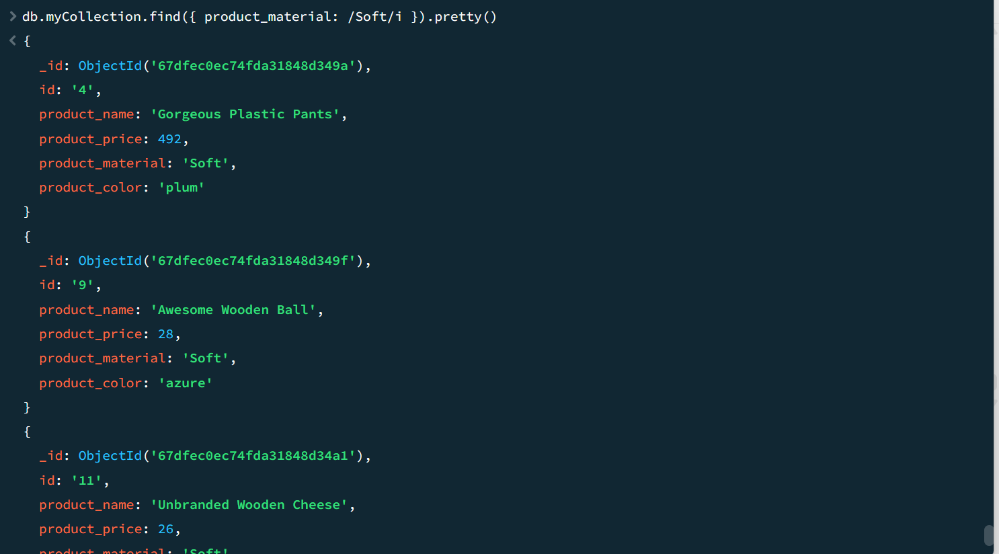 > db.myCollection.find({ product_material: /Soft/i }).pretty()
< {
_id: ObjectId('67dfec0ec74fda31848d349a'),
id: '4',
product_name: 'Gorgeous Plastic Pants',
product_price: 492,
product_material: 'Soft',
product_color: 'plum'
}
{
_id: ObjectId('67dfec0ec74fda31848d349f'),
id: '9',
product_name: 'Awesome Wooden Ball',
product_price: 28,
product_material: 'Soft',
product_color: 'azure'
}
{
_id: ObjectId('67dfec0ec74fda31848d34a1'),
id: '11',
product_name: 'Unbranded Wooden Cheese',
product_price: 26,
product_material: 'Soft'